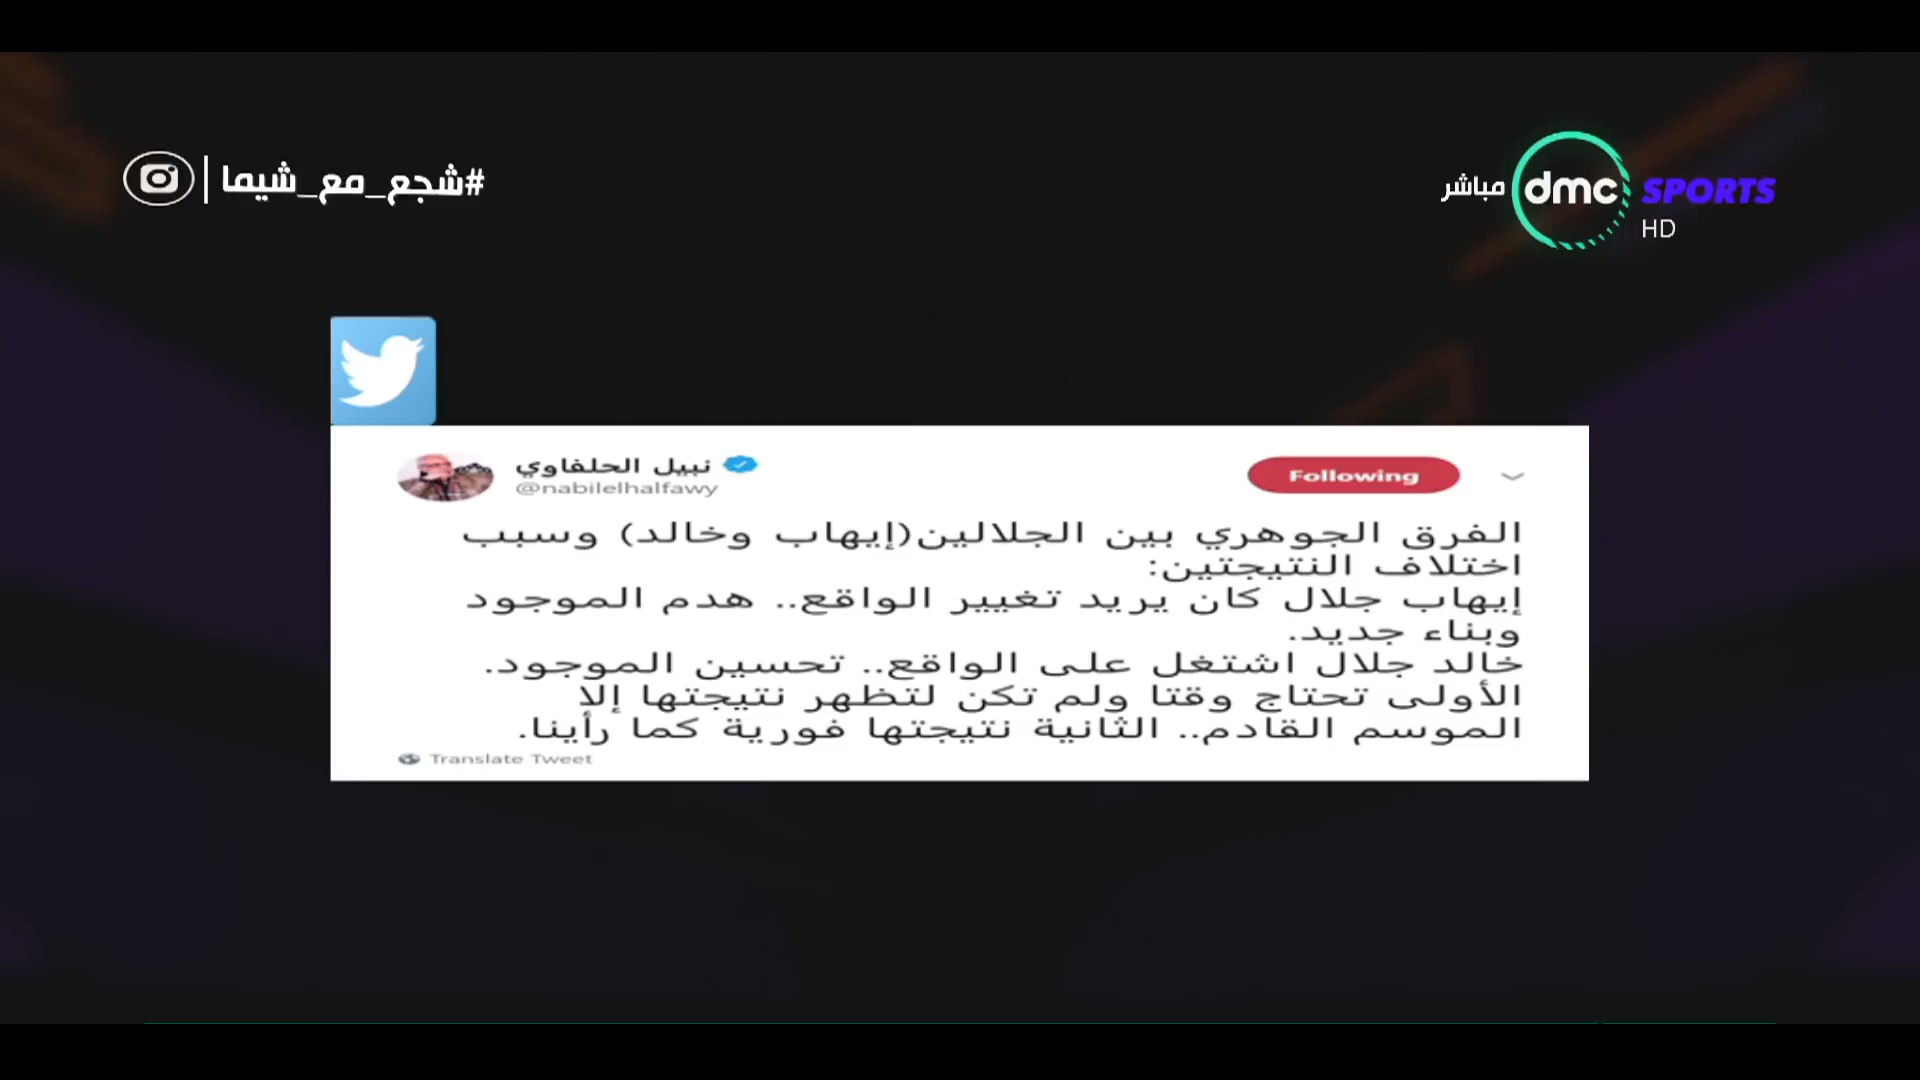 #شجع_مع_شيما
مباشر dmc SPORTS
HD
نبيل الحلفاوي
@nabilelhalfawy
Following
الفرق الجوهري بين الجلالين(إيهاب وخالد) وسبب
اختلاف النتيجتين:
إيهاب جلال كان يريد تغيير الواقع.. هدم الموجود
وبناء جديد.
خالد جلال اشتغل على الواقع.. تحسين الموجود.
الأولى تحتاج وقتا ولم تكن لتظهر نتيجتها إلا
الموسم القادم.. الثانية نتيجتها فورية كما رأينا.
Translate Tweet